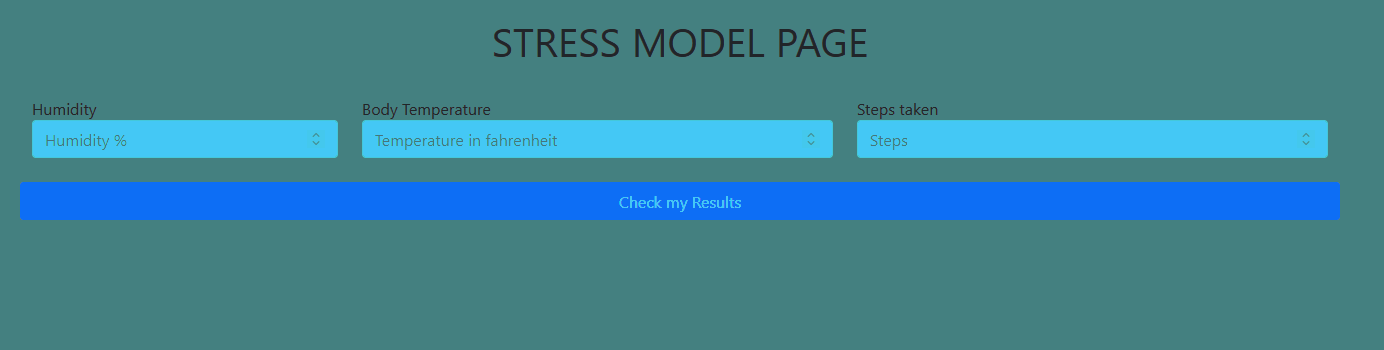 STRESS MODEL PAGE
Humidity Body Temperature Steps taken
Humidity % Temperature in fahrenheit Steps
Check my Results